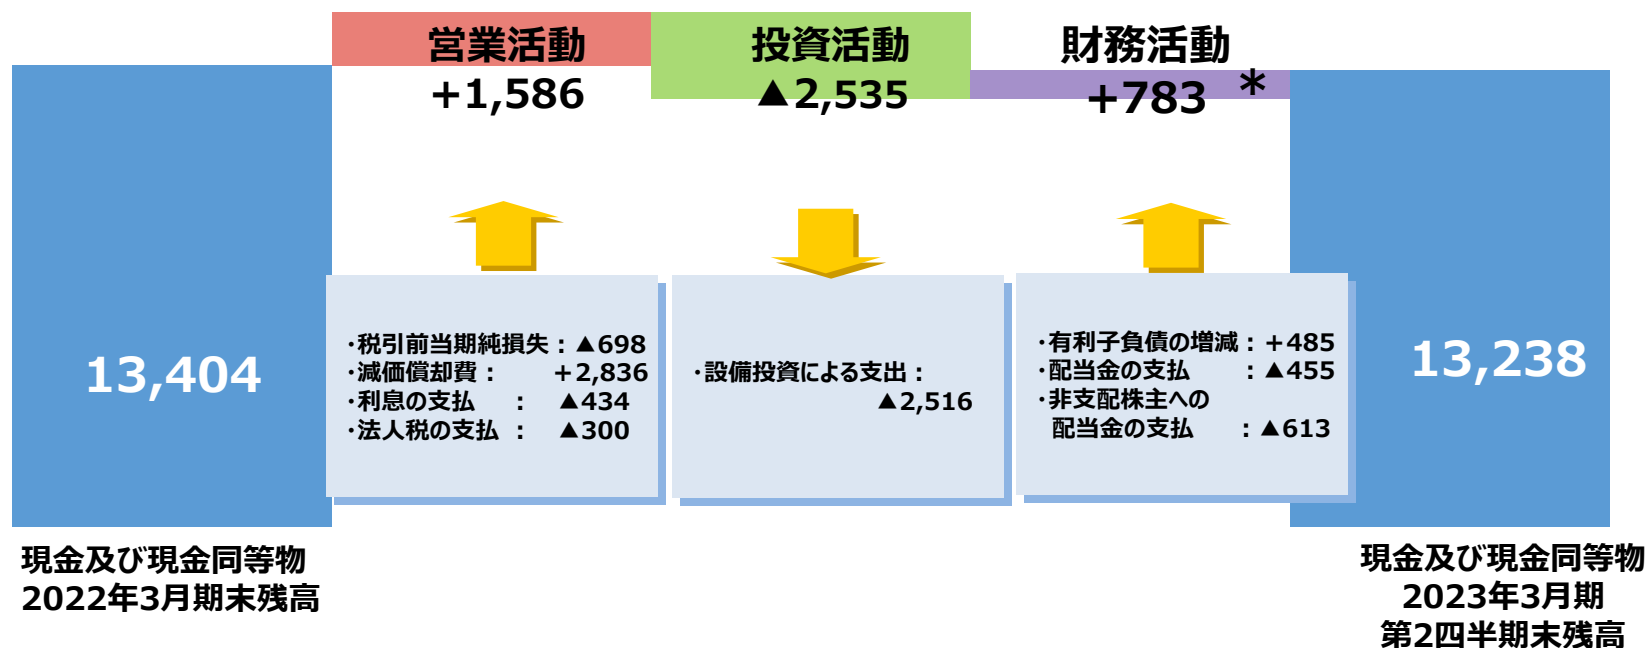 営業活動
+1,586
投資活動
▲2,535
財務活動
+783 *
13,404
・税引前当期純損失：▲698
・減価償却費： +2,836
・利息の支払 ： ▲434
・法人税の支払 ： ▲300
・設備投資による支出：
▲2,516
・有利子負債の増減：+485
・配当金の支払 ：▲455
・非支配株主への
配当金の支払 ：▲613
13,238
現金及び現金同等物
2022年3月期末残高
現金及び現金同等物
2023年3月期
第2四半期末残高